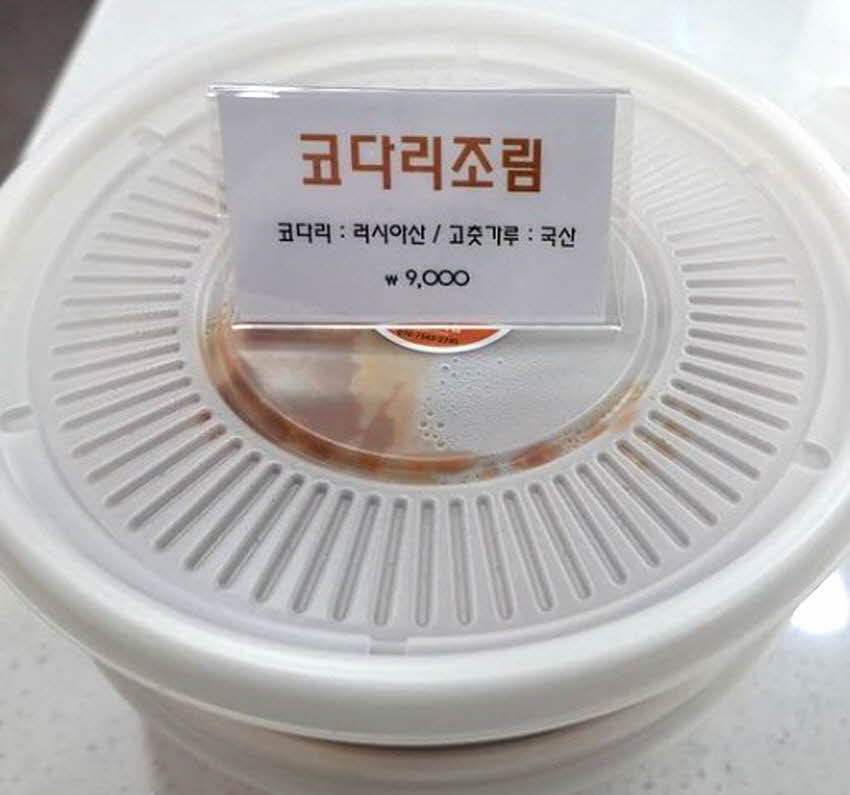 코다리조림
코다리 : 러시아산 / 고춧가루 : 국산
₩ 9,000